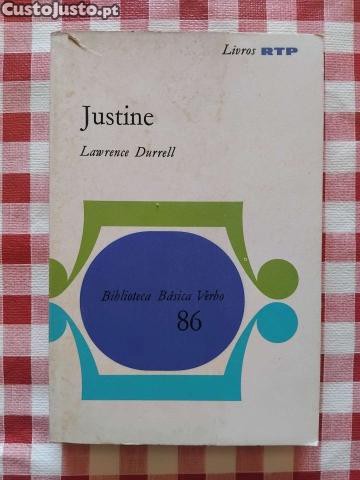 CustoJusto.pt
Livros RTP
Justine
Lawrence Durrell
Biblioteca Básica Verbo
86